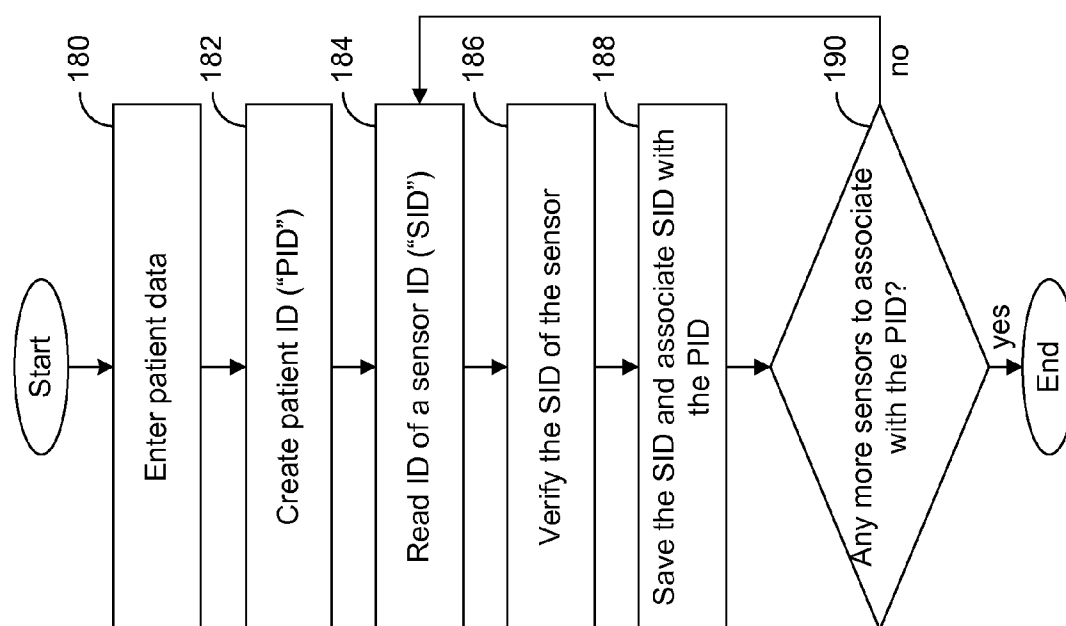 Start
180
Enter patient data
182
Create patient ID (“PID”)
184
Read ID of a sensor ID (“SID”)
186
Verify the SID of the sensor
188
Save the SID and associate SID with
the PID
190
Any more sensors to associate
with the PID?
no
yes
End